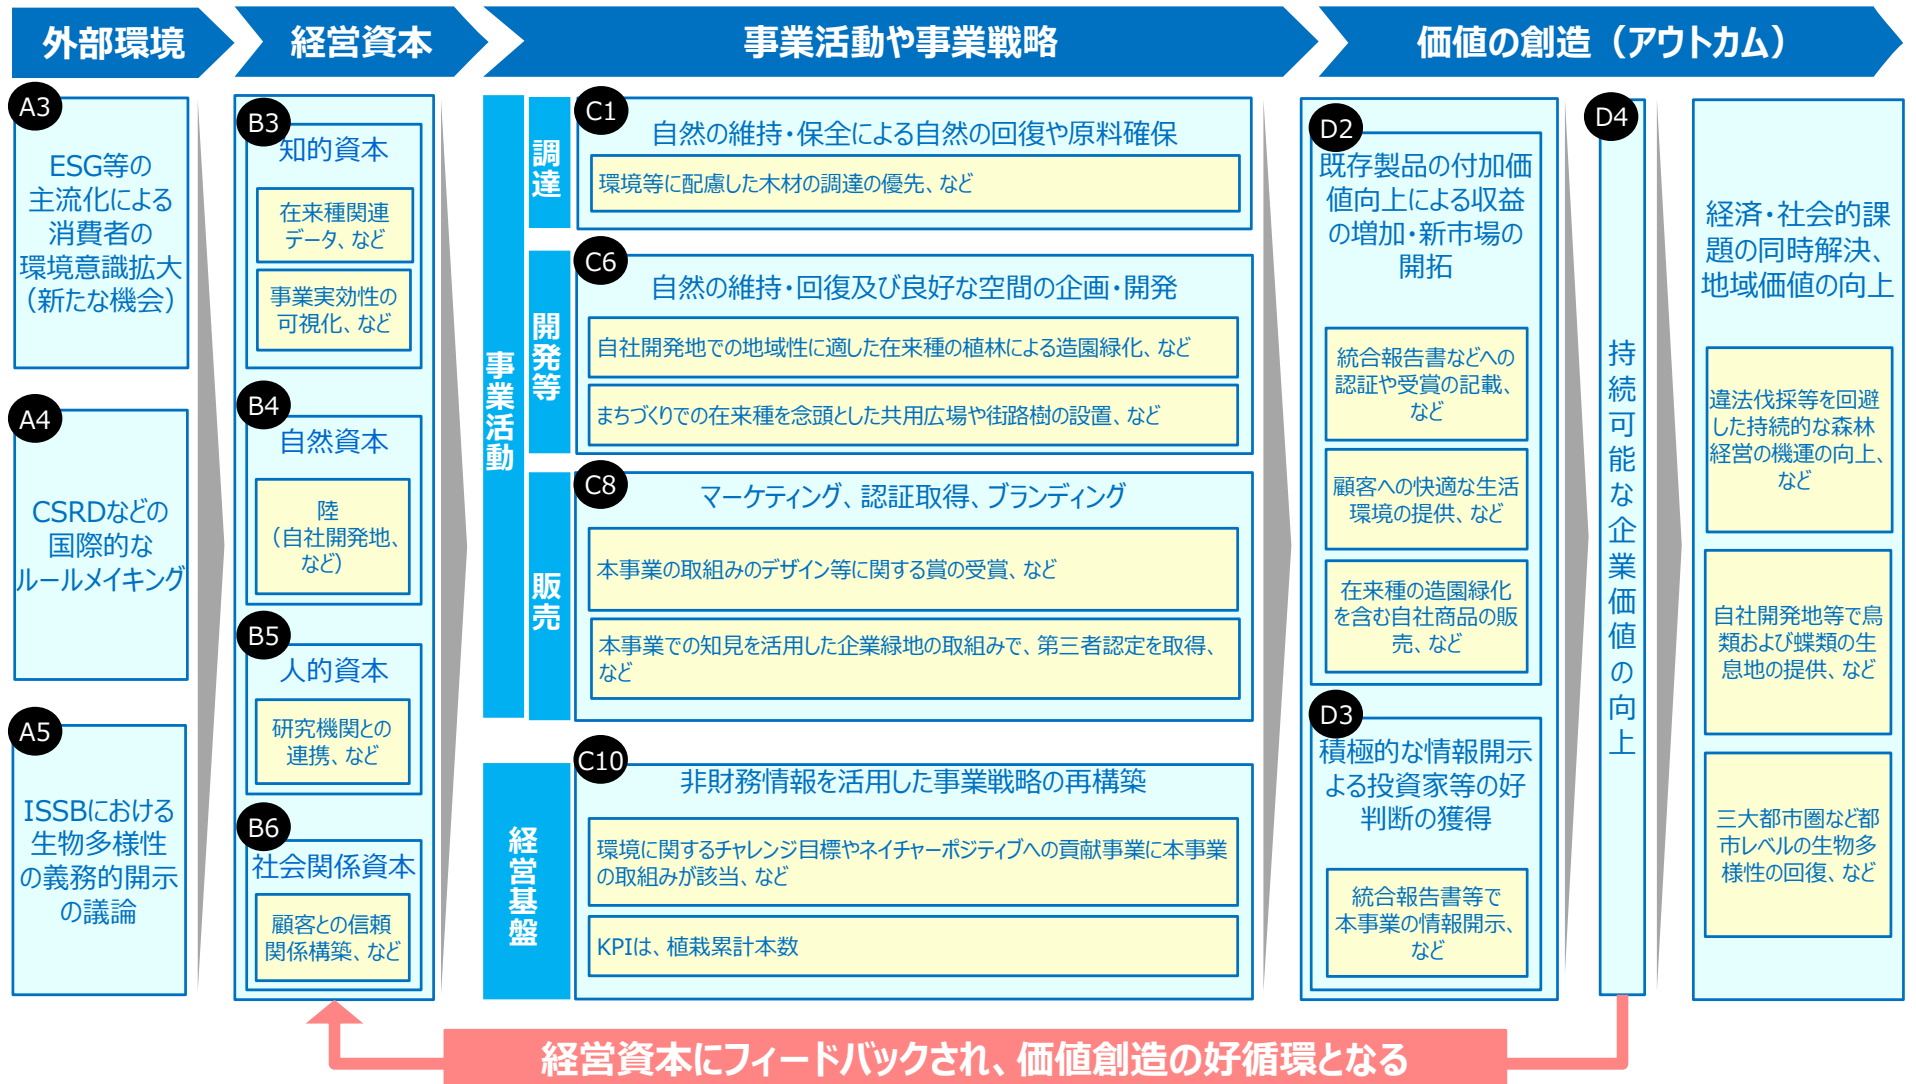 外部環境
経営資本
事業活動や事業戦略
価値の創造（アウトカム）
A3
ESG等の
主流化による
消費者の
環境意識拡大
（新たな機会）
A4
CSRDなどの
国際的な
ルールメイキング
A5
ISSBにおける
生物多様性
の義務的開示
の議論
B3
知的資本
在来種関連
データ、など
事業実効性の
可視化、など
B4
自然資本
陸
（自社開発地、
など）
B5
人的資本
研究機関との
連携、など
B6
社会関係資本
顧客との信頼
関係構築、など
事業活動
調達
C1
自然の維持・保全による自然の回復や原料確保
環境等に配慮した木材の調達の優先、など
開発等
C6
自然の維持・回復及び良好な空間の企画・開発
自社開発地での地域性に適した在来種の植林による造園緑化、など
まちづくりでの在来種を念頭とした共用広場や街路樹の設置、など
販売
C8
マーケティング、認証取得、ブランディング
本事業の取組みのデザイン等に関する賞の受賞、など
本事業での知見を活用した企業緑地の取組みで、第三者認定を取得、
など
経営基盤
C10
非財務情報を活用した事業戦略の再構築
環境に関するチャレンジ目標やネイチャーポジティブへの貢献事業に本事業
の取組みが該当、など
KPIは、植栽累計本数
D2
既存製品の付加価
値向上による収益
の増加・新市場の
開拓
統合報告書などへの
認証や受賞の記載、
など
顧客への快適な生活
環境の提供、など
在来種の造園緑化
を含む自社商品の販
売、など
D3
積極的な情報開示
よる投資家等の好
判断の獲得
統合報告書等で
本事業の情報開示、
など
D4
持続可能な企業価値の向上
経済・社会的課
題の同時解決、
地域価値の向上
違法伐採等を回避
した持続的な森林
経営の機運の向上、
など
自社開発地等で鳥
類および蝶類の生
息地の提供、など
三大都市圏など都
市レベルの生物多
様性の回復、など
経営資本にフィードバックされ、価値創造の好循環となる